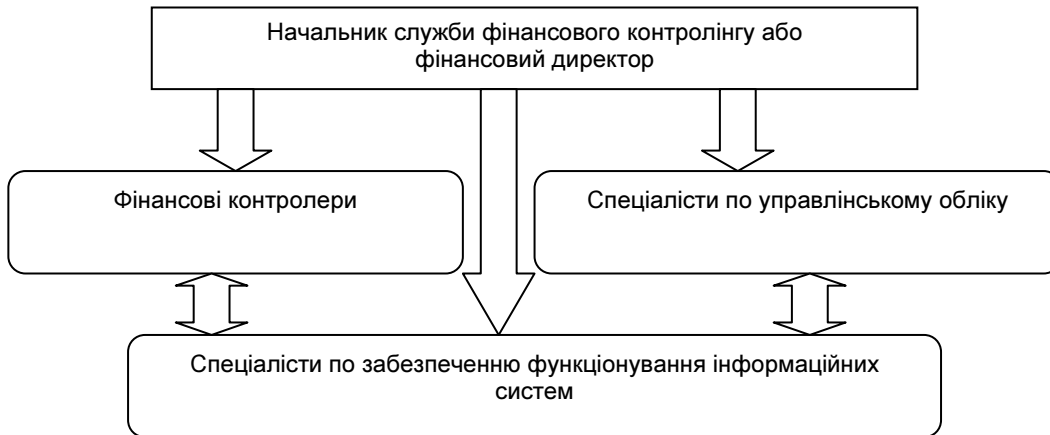 Начальник служби фінансового контролінгу або
фінансовий директор
Фінансові контролери
Спеціалісти по управлінському обліку
Спеціалісти по забезпеченню функціонування інформаційних
систем